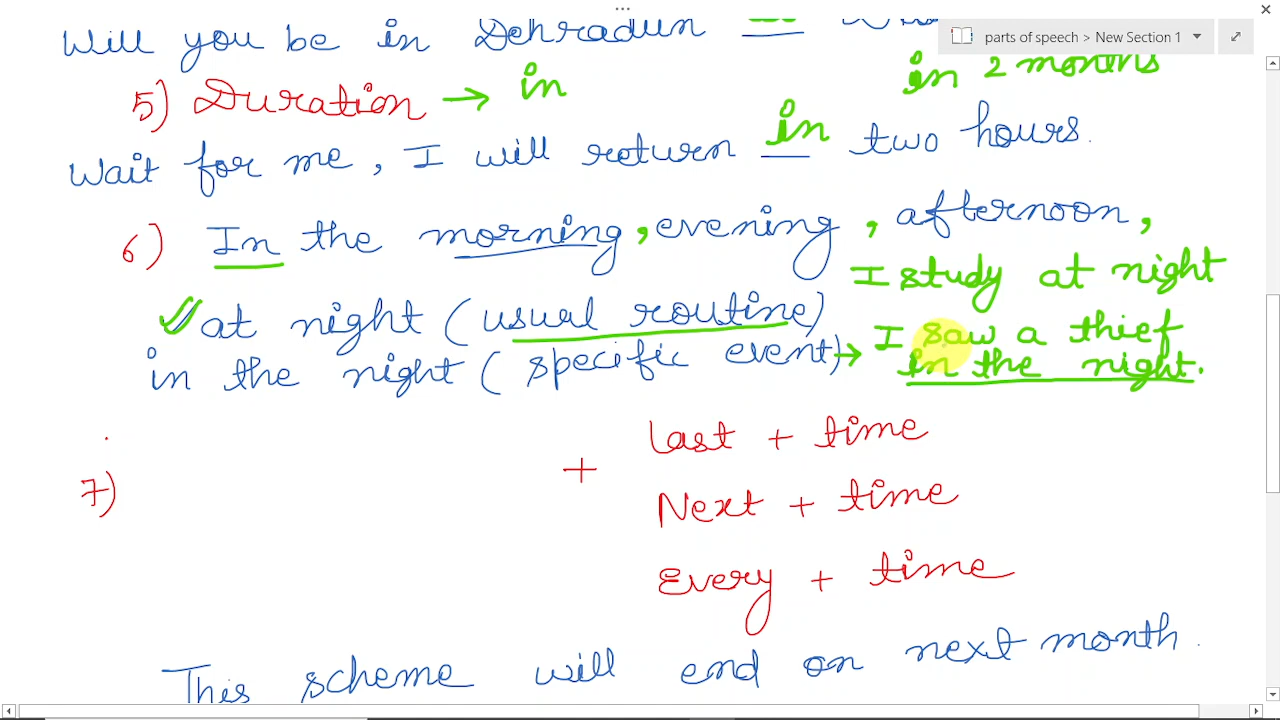 ...
Will you be in Dehradun
parts of speech > New Section 1
in 2 months
5) Duration → in
Wait for me, I will return in two hours.
6) In the morning, evening, afternoon,
I study at night
✓ at night (usual routine)
in the night (specific event) → I saw a thief
in the night.
7)
+ Last + time
Next + time
Every + time
This scheme will end on next month.